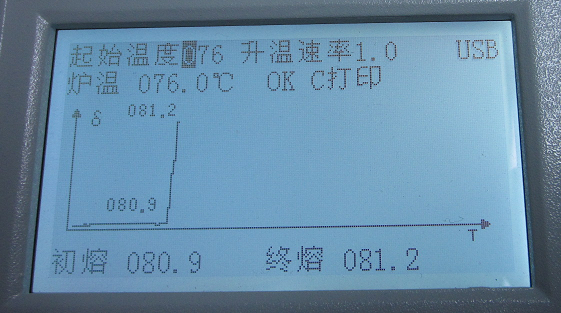 起始温度076 升温速率1.0 USB
炉温 076.0℃ OK C打印
δ 081.2
080.9
T
初熔 080.9 终熔 081.2